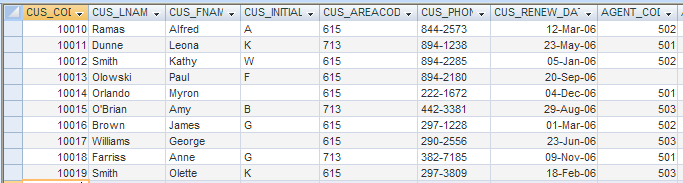 CUS_COD CUS_LNAM CUS_FNAM CUS_INITIAL CUS_AREACOD CUS_PHON CUS_RENEW_DA AGENT_COD
10010 Ramas Alfred A 615 844-2573 12-Mar-06 502
10011 Dunne Leona K 713 894-1238 23-May-06 501
10012 Smith Kathy W 615 894-2285 05-Jan-06 502
10013 Olowski Paul F 615 894-2180 20-Sep-06
10014 Orlando Myron 615 222-1672 04-Dec-06 501
10015 O'Brian Amy B 713 442-3381 29-Aug-06 503
10016 Brown James G 615 297-1228 01-Mar-06 502
10017 Williams George 615 290-2556 23-Jun-06 503
10018 Farriss Anne G 713 382-7185 09-Nov-06 501
10019 Smith Olette K 615 297-3809 18-Feb-06 503